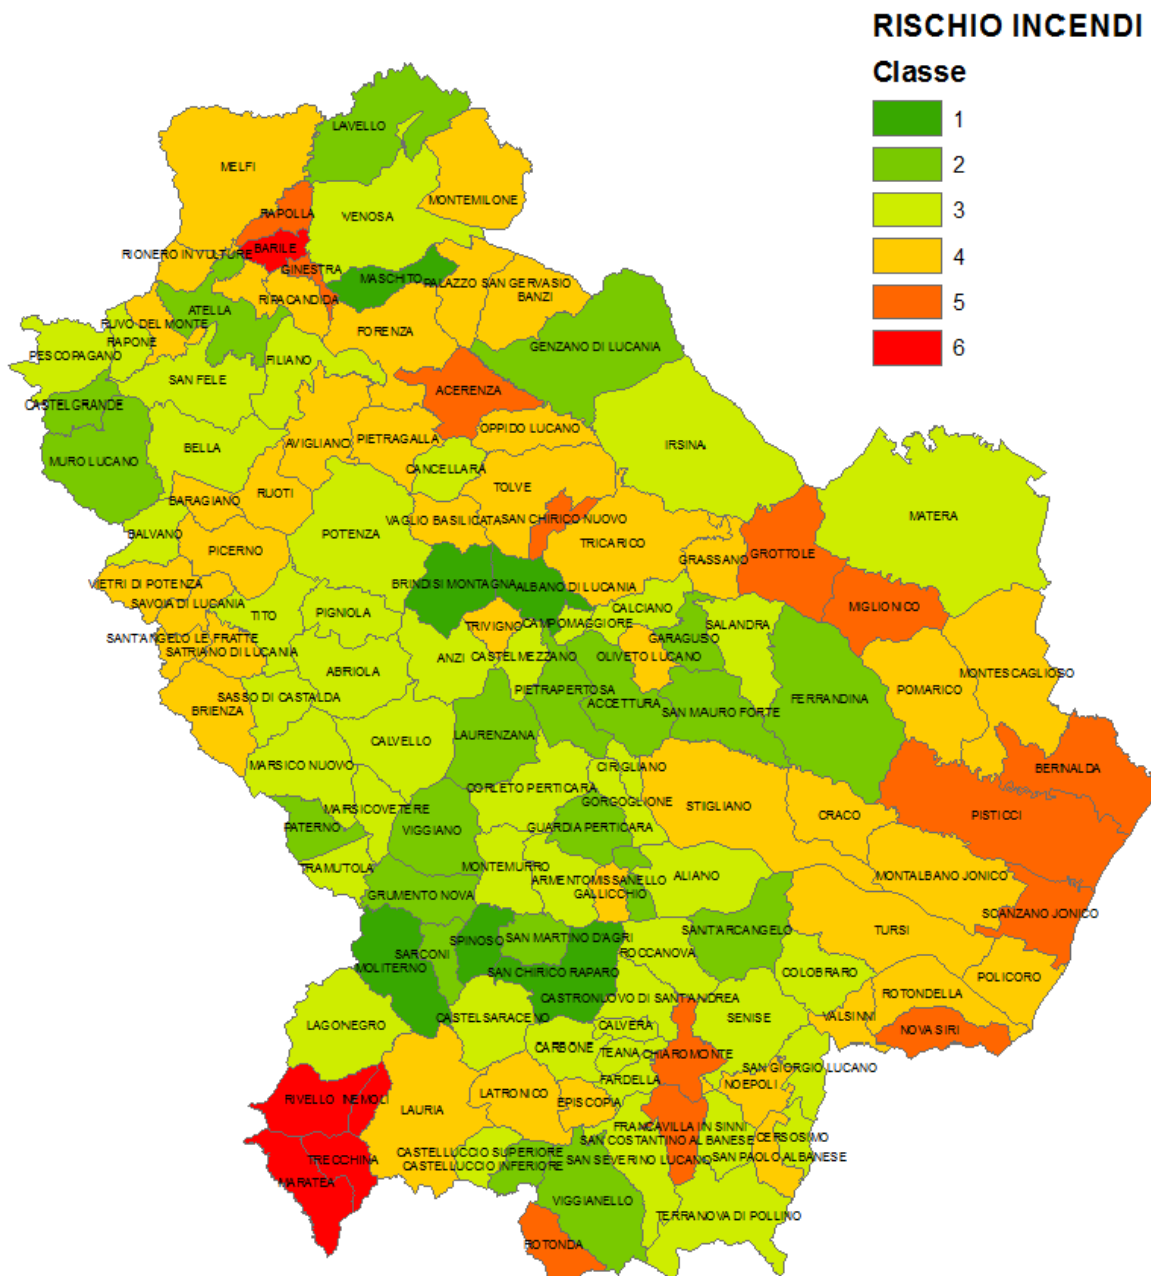 RISCHIO INCENDI
Classe
1
2
3
4
5
6
LAVELLO
MELFI
MONTEMILONE
RAPOLLA
VENOSA
BARILE
RIONERO IN VULTURE
GINESTRA
MASCHITO
PALAZZO SAN GERVASIO
BANZI
RIPACANDIDA
ATELLA
RUVO DEL MONTE
FORENZA
RAPONE
GENZANO DI LUCANIA
PESCOPAGANO
FILIANO
SAN FELE
ACERENZA
CASTELGRANDE
OPPIDO LUCANO
AVIGLIANO
PIETRAGALLA
IRSINA
BELLA
MURO LUCANO
CANCELLARA
TOLVE
RUOTI
BARAGIANO
MATERA
VAGLIO BASILICATA
SAN CHIRICO NUOVO
BALVANO
POTENZA
TRICARICO
PICERNO
GROTTOLE
GRASSANO
VIETRI DI POTENZA
BRINDISI MONTAGNA
ALBANO DI LUCANIA
SAVOIA DI LUCANIA
MIGLIONICO
CALCIANO
TITO
PIGNOLA
TRIVIGNO
CAMPOMAGGIORE
SALANDRA
SANT'ANGELO LE FRATTE
GARAGUSO
SATRIANO DI LUCANIA
ANZI
CASTELMEZZANO
OLIVETO LUCANO
ABRIOLA
MONTESCAGLIOSO
PIETRAPERTOSA
POMARICO
SASSO DI CASTALDA
ACCETTURA
FERRANDINA
BRIENZA
SAN MAURO FORTE
LAURENZANA
CALVELLO
MARSICO NUOVO
CIRIGLIANO
BERNALDA
CORLETO PERTICARA
GORGOGLIONE
STIGLIANO
MARSICOVETERE
CRACO
PISTICCI
PATERNO
VIGGIANO
GUARDIA PERTICARA
TRAMUTOLA
MONTEMURRO
ARMENTO
MISSANELLO
ALIANO
MONTALBANO JONICO
GRUMENTO NOVA
GALLICCHIO
SCANZANO JONICO
SPINOSO
SAN MARTINO D'AGRI
SANT'ARCANGELO
TURSI
SARCONI
ROCCANOVA
MOLITERNO
SAN CHIRICO RAPARO
COLOBRARO
POLICORO
CASTRONUOVO DI SANT'ANDREA
ROTONDELLA
CASTELSARACENO
SENISE
VALSINNI
LAGONEGRO
CALVERA
NOVA SIRI
CARBONE
TEANA
CHIAROMONTE
SAN GIORGIO LUCANO
FARDELLA
NOEPOLI
RIVELLO
NEMOLI
LATRONICO
EPISCOPIA
LAURIA
FRANCAVILLA IN SINNI
CERSOSIMO
SAN COSTANTINO ALBANESE
CASTELLUCCIO SUPERIORE
SAN PAOLO ALBANESE
TRECCHINA
CASTELLUCCIO INFERIORE
SAN SEVERINO LUCANO
MARATEA
VIGGIANELLO
TERRANOVA DI POLLINO
ROTONDA